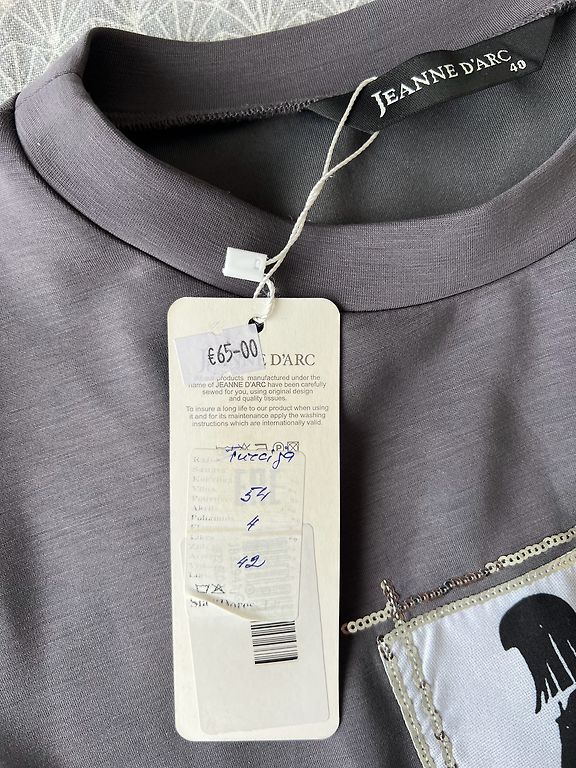 JEANNE D'ARC
40
€65-00
E D'ARC
products manufactured under the
name of JEANNE D'ARC have been carefully
sewed for you, using original design
and quality tissues.
To insure a long life to our product when using
it and for its maintenance apply the washing
instructions which are internationally valid.
Turcija
54
4
42